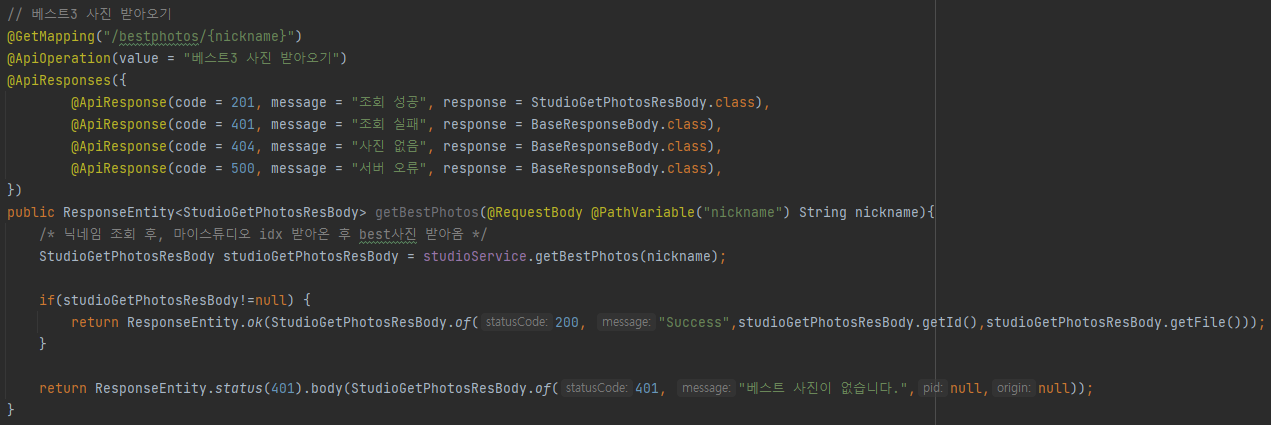 // 베스트3 사진 받아오기
@GetMapping("/bestphotos/{nickname}")
@ApiOperation(value = "베스트3 사진 받아오기")
@ApiResponses({
        @ApiResponse(code = 201, message = "조회 성공", response = StudioGetPhotosResBody.class),
        @ApiResponse(code = 401, message = "조회 실패", response = BaseResponseBody.class),
        @ApiResponse(code = 404, message = "사진 없음", response = BaseResponseBody.class),
        @ApiResponse(code = 500, message = "서버 오류", response = BaseResponseBody.class),
})
public ResponseEntity<StudioGetPhotosResBody> getBestPhotos(@RequestBody @PathVariable("nickname") String nickname){
    /* 닉네임 조회 후, 마이스튜디오 idx 받아온 후 best사진 받아옴 */
    StudioGetPhotosResBody studioGetPhotosResBody = studioService.getBestPhotos(nickname);
    if(studioGetPhotosResBody!=null) {
        return ResponseEntity.ok(StudioGetPhotosResBody.of( statusCode: 200, message: "Success",studioGetPhotosResBody.getId(),studioGetPhotosResBody.getFile()));
    }
    return ResponseEntity.status(401).body(StudioGetPhotosResBody.of( statusCode: 401, message: "베스트 사진이 없습니다.", pid: null, origin: null));
}